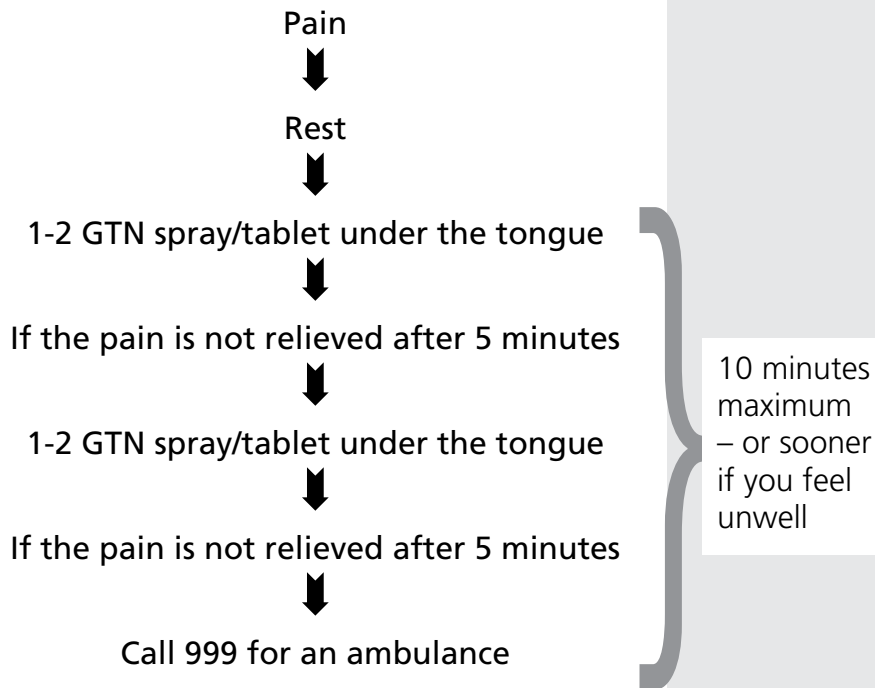 Pain
Rest
1-2 GTN spray/tablet under the tongue
If the pain is not relieved after 5 minutes
1-2 GTN spray/tablet under the tongue
If the pain is not relieved after 5 minutes
Call 999 for an ambulance
10 minutes
maximum
– or sooner
if you feel
unwell